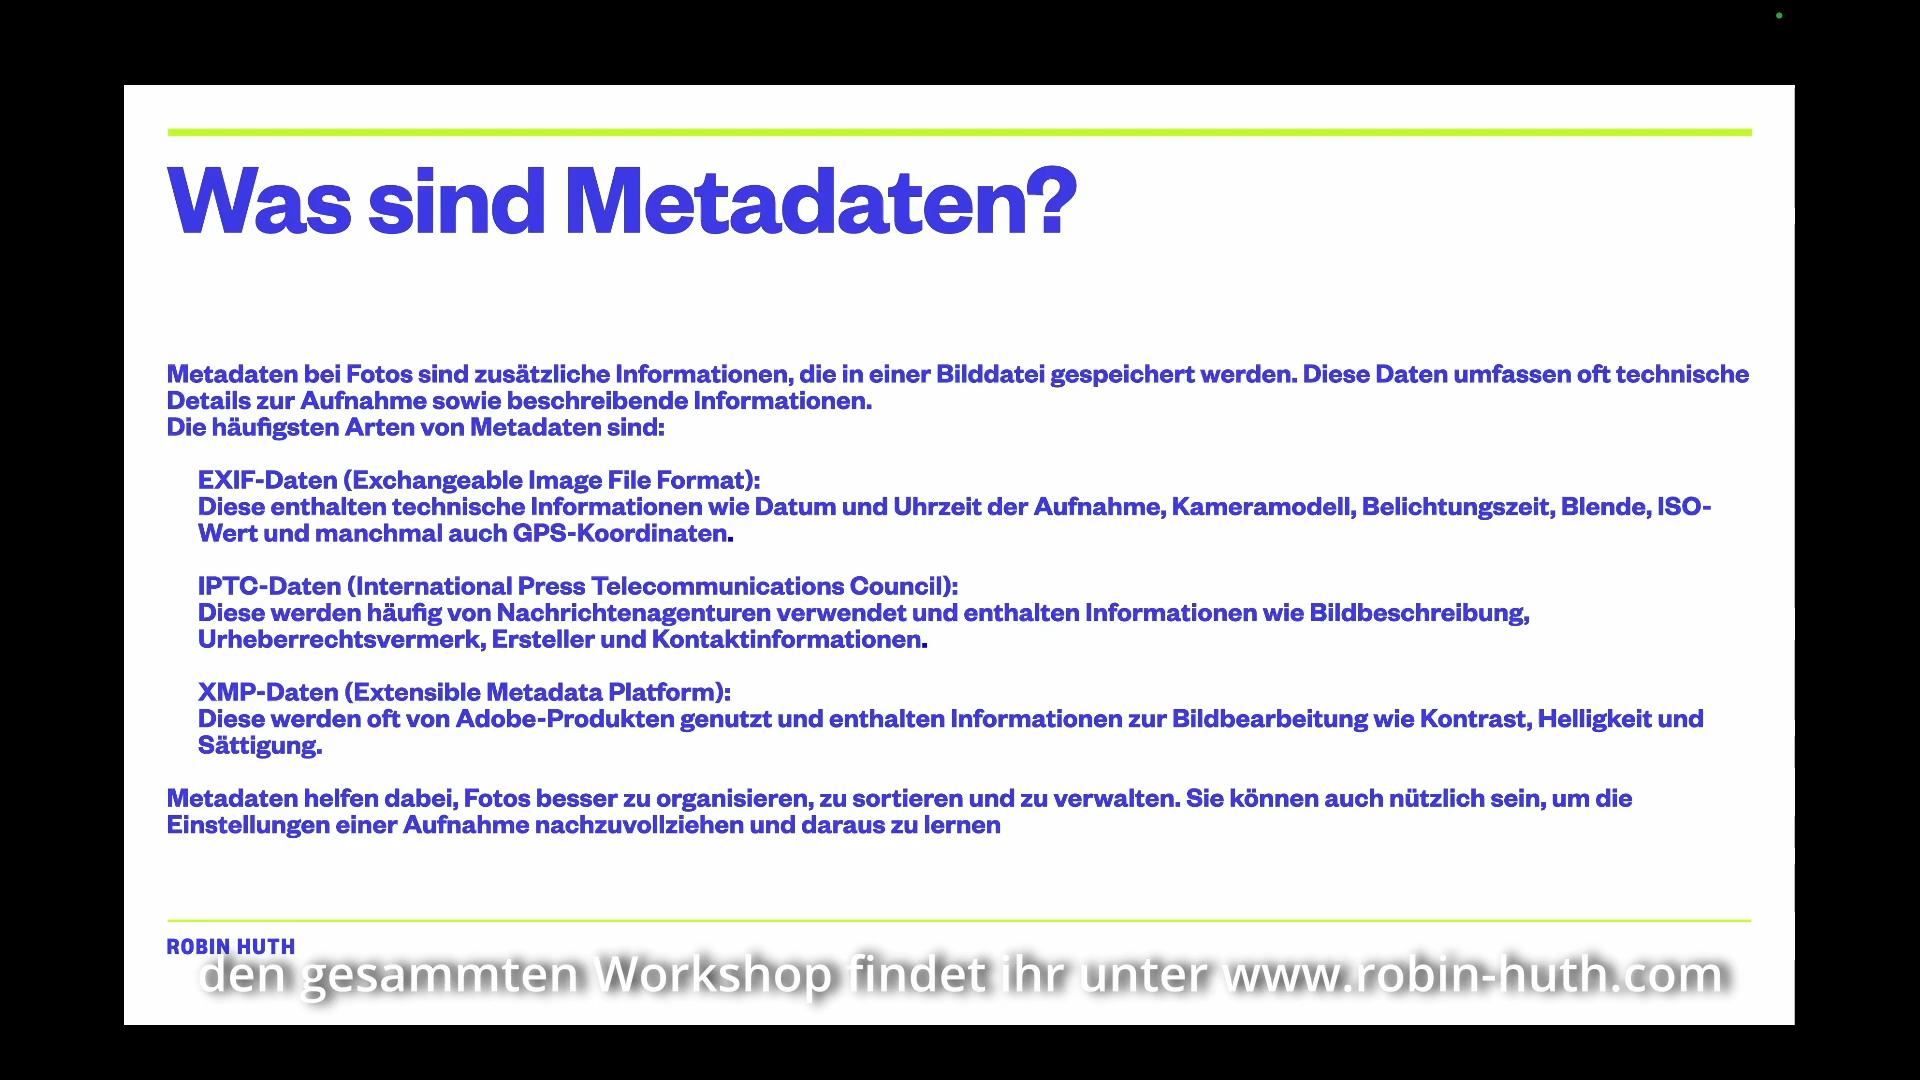 Was sind Metadaten?
Metadaten bei Fotos sind zusätzliche Informationen, die in einer Bilddatei gespeichert werden. Diese Daten umfassen oft technische
Details zur Aufnahme sowie beschreibende Informationen.
Die häufigsten Arten von Metadaten sind:
EXIF-Daten (Exchangeable Image File Format):
Diese enthalten technische Informationen wie Datum und Uhrzeit der Aufnahme, Kameramodell, Belichtungszeit, Blende, ISO-
Wert und manchmal auch GPS-Koordinaten.
IPTC-Daten (International Press Telecommunications Council):
Diese werden häufig von Nachrichtenagenturen verwendet und enthalten Informationen wie Bildbeschreibung,
Urheberrechtsvermerk, Ersteller und Kontaktinformationen.
XMP-Daten (Extensible Metadata Platform):
Diese werden oft von Adobe-Produkten genutzt und enthalten Informationen zur Bildbearbeitung wie Kontrast, Helligkeit und
Sättigung.
Metadaten helfen dabei, Fotos besser zu organisieren, zu sortieren und zu verwalten. Sie können auch nützlich sein, um die
Einstellungen einer Aufnahme nachzuvollziehen und daraus zu lernen
ROBIN HUTH
den gesammten Workshop findet ihr unter www.robin-huth.com